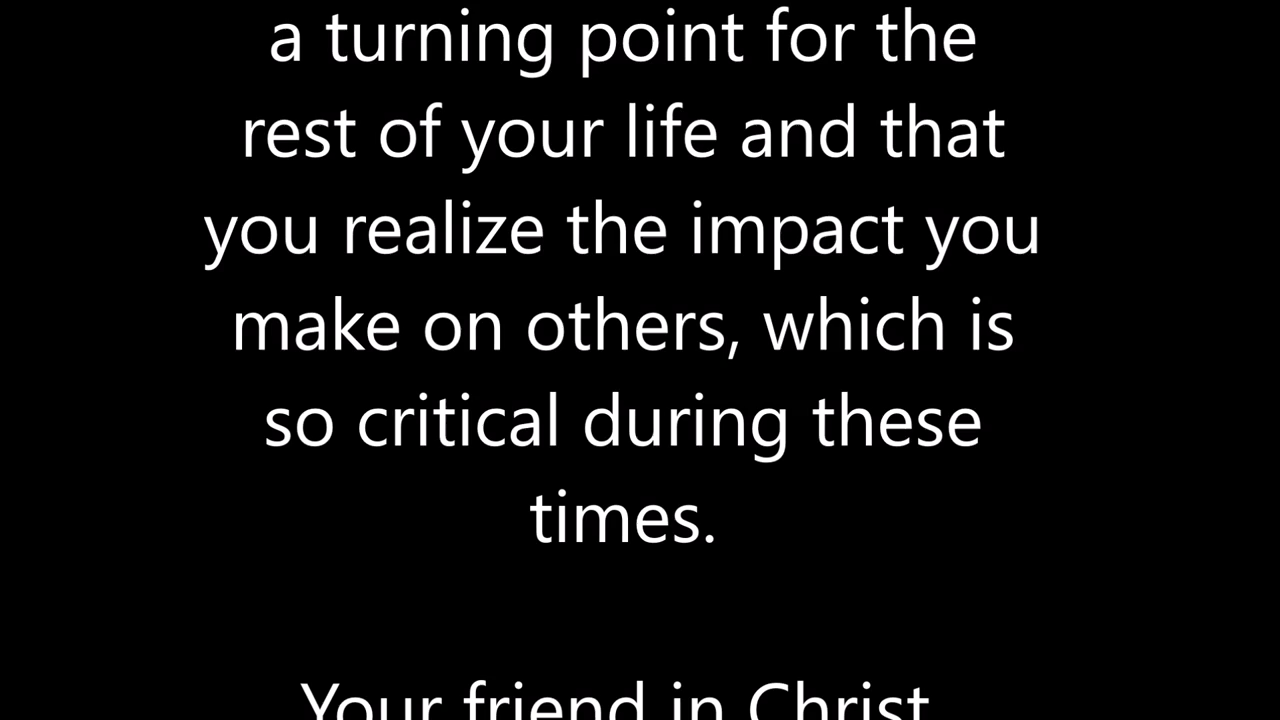 a turning point for the
rest of your life and that
you realize the impact you
make on others, which is
so critical during these
times.
Your friend in Christ